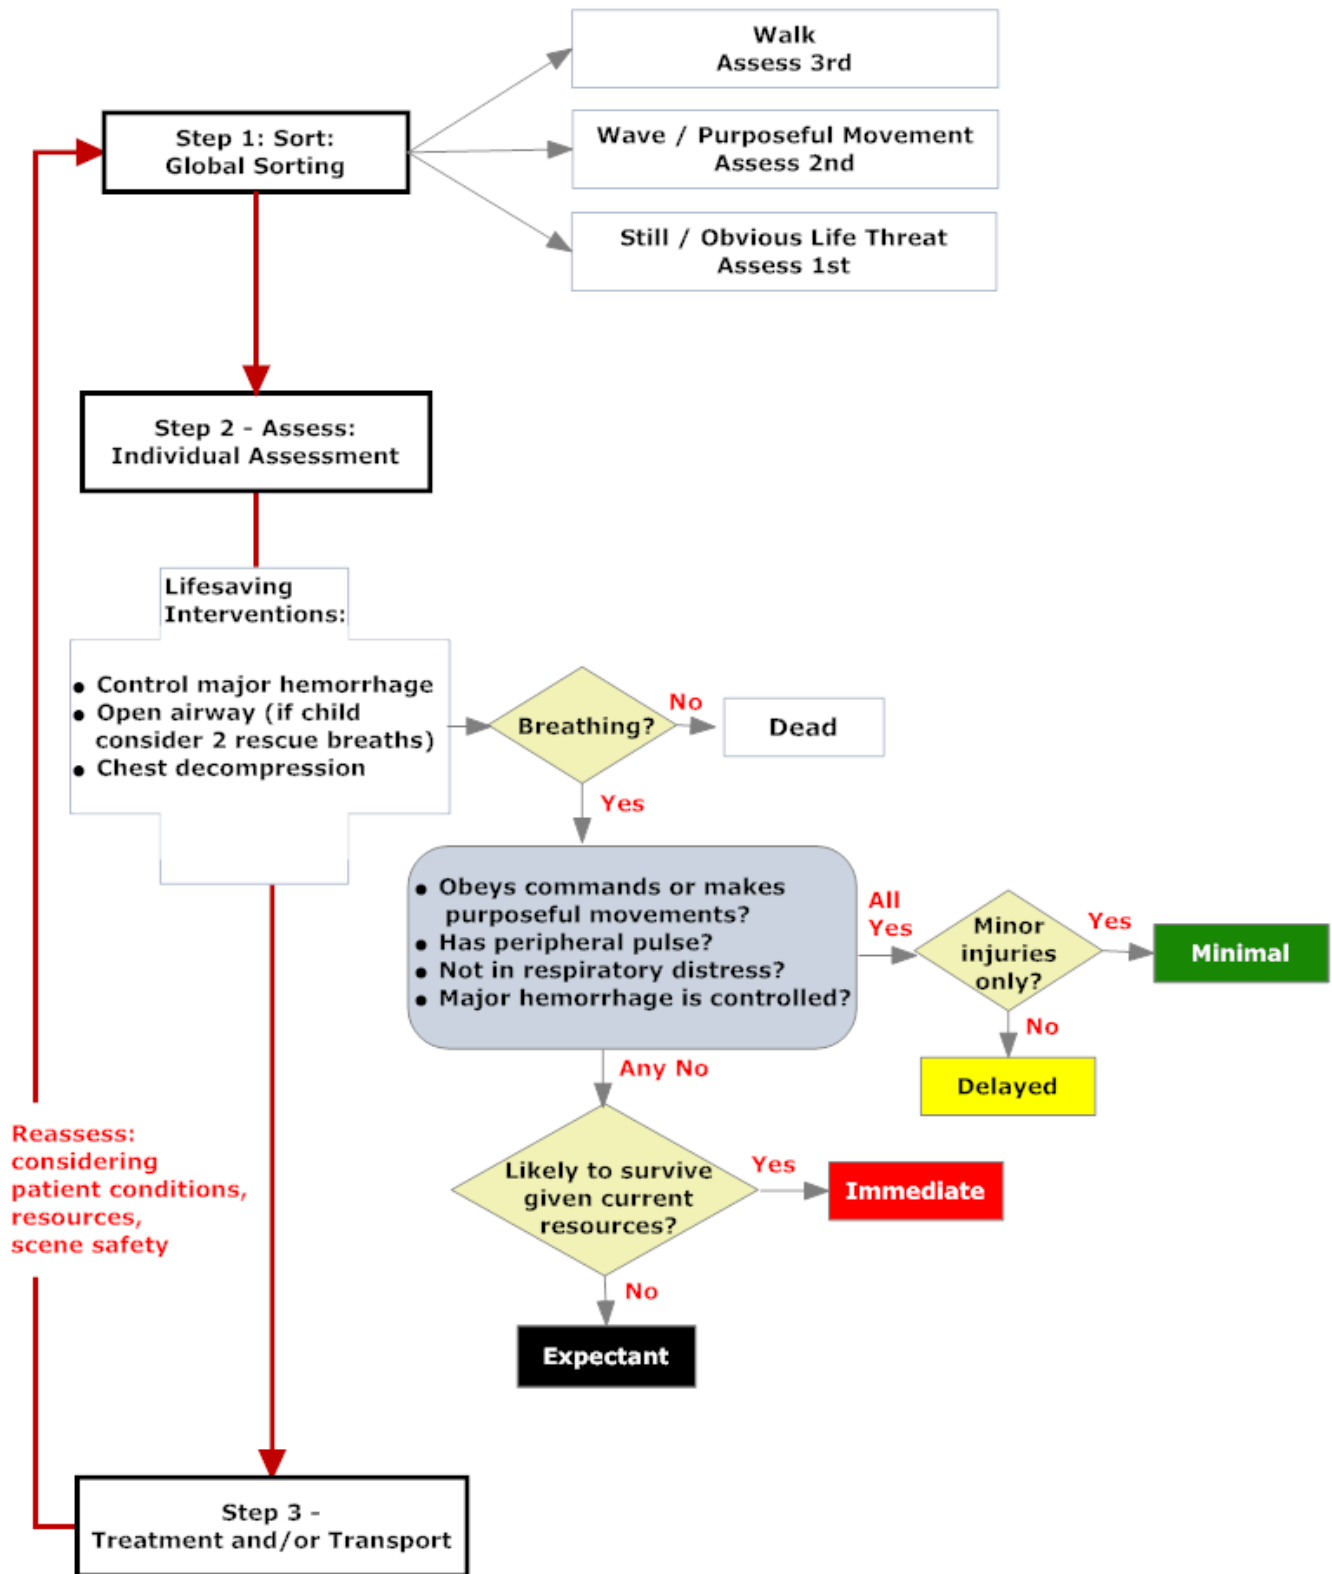 Walk
Assess 3rd
Step 1: Sort:
Global Sorting
Wave / Purposeful Movement
Assess 2nd
Still / Obvious Life Threat
Assess 1st
Step 2 - Assess:
Individual Assessment
Lifesaving
Interventions:
● Control major hemorrhage
● Open airway (if child
consider 2 rescue breaths)
● Chest decompression
Breathing?
No
Dead
Yes
● Obeys commands or makes
purposeful movements?
● Has peripheral pulse?
● Not in respiratory distress?
● Major hemorrhage is controlled?
All
Yes
Minor
injuries
only?
Yes
Minimal
No
Delayed
Any No
Likely to survive
given current
resources?
Yes
Immediate
No
Expectant
Reassess:
considering
patient conditions,
resources,
scene safety
Step 3 -
Treatment and/or Transport